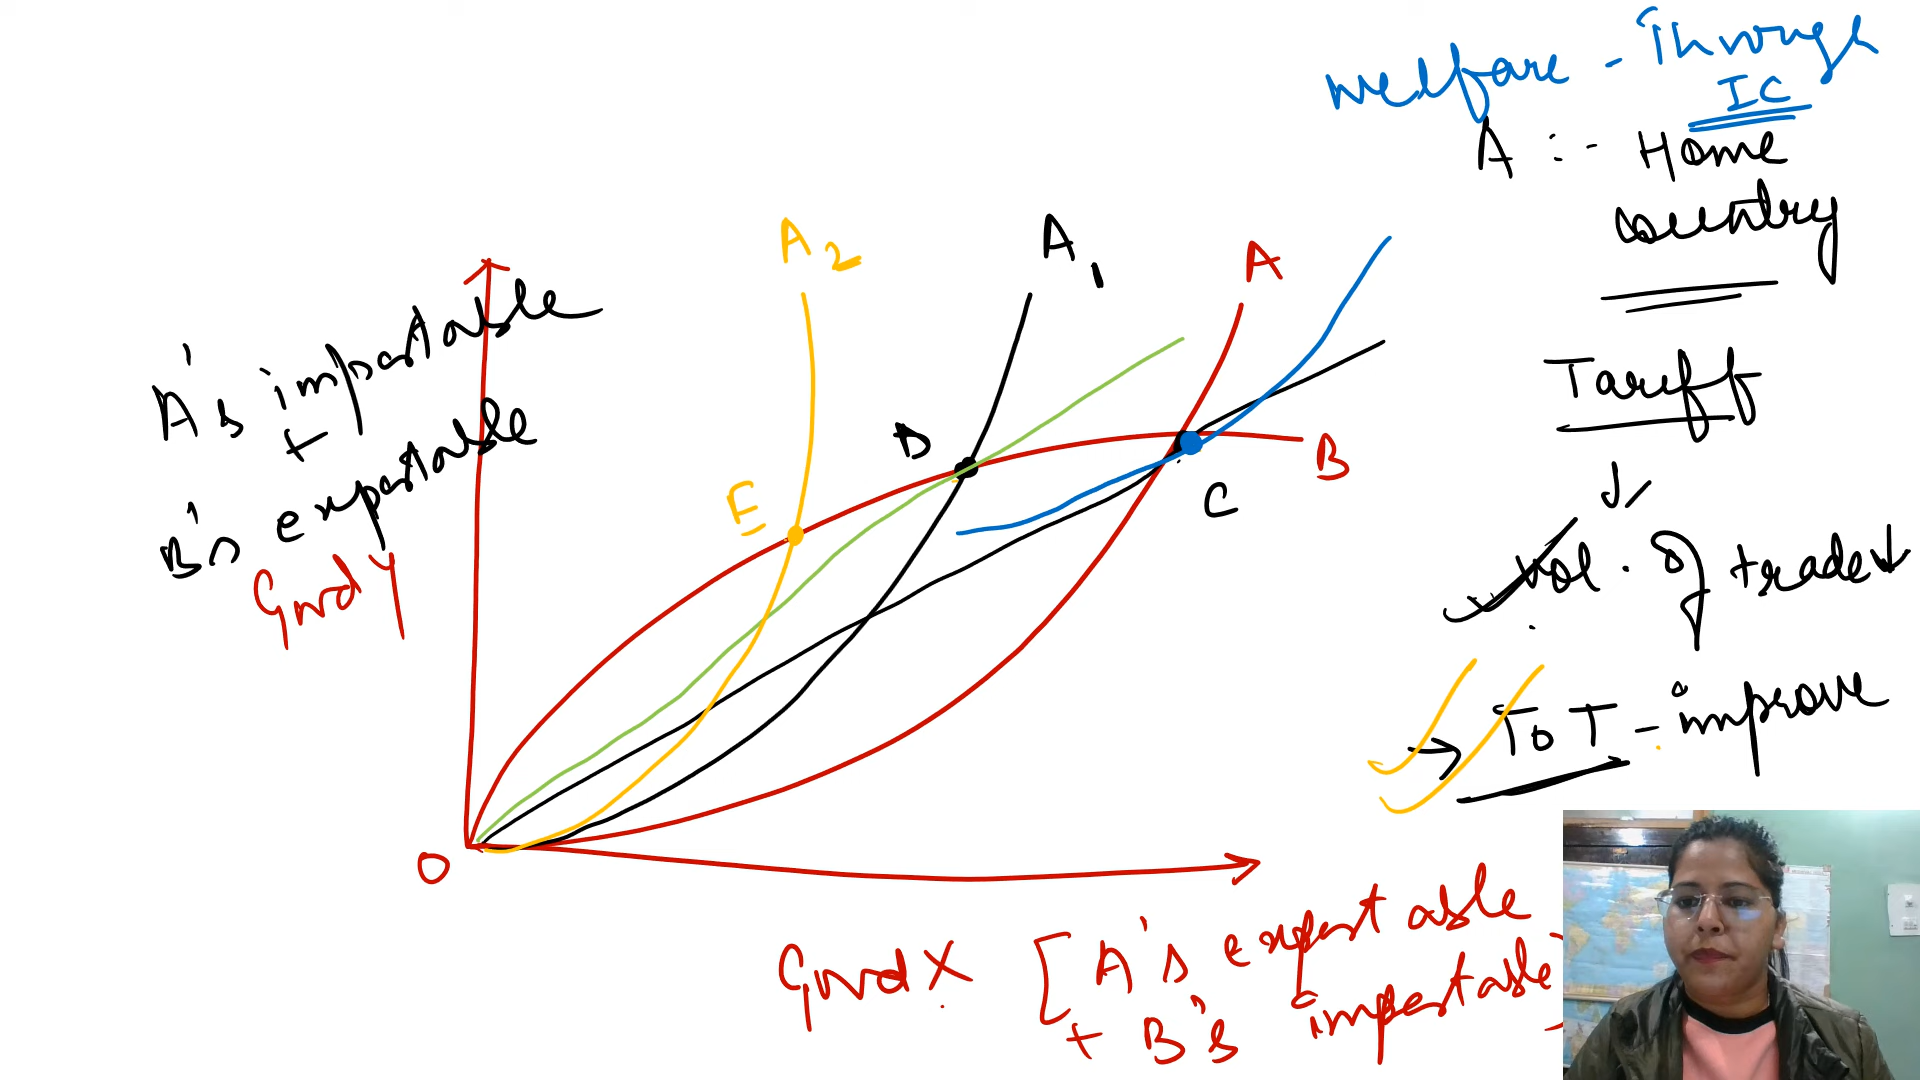 Welfare - Through
IC
A :- Home
country
Tariff
↓
Vol. of trade↓
→ ToT - improve
A2
A1
A
A's importable
+
B's exportable
Good Y
D
B
E
C
O
Good X [A's exportable
+ B's importable]